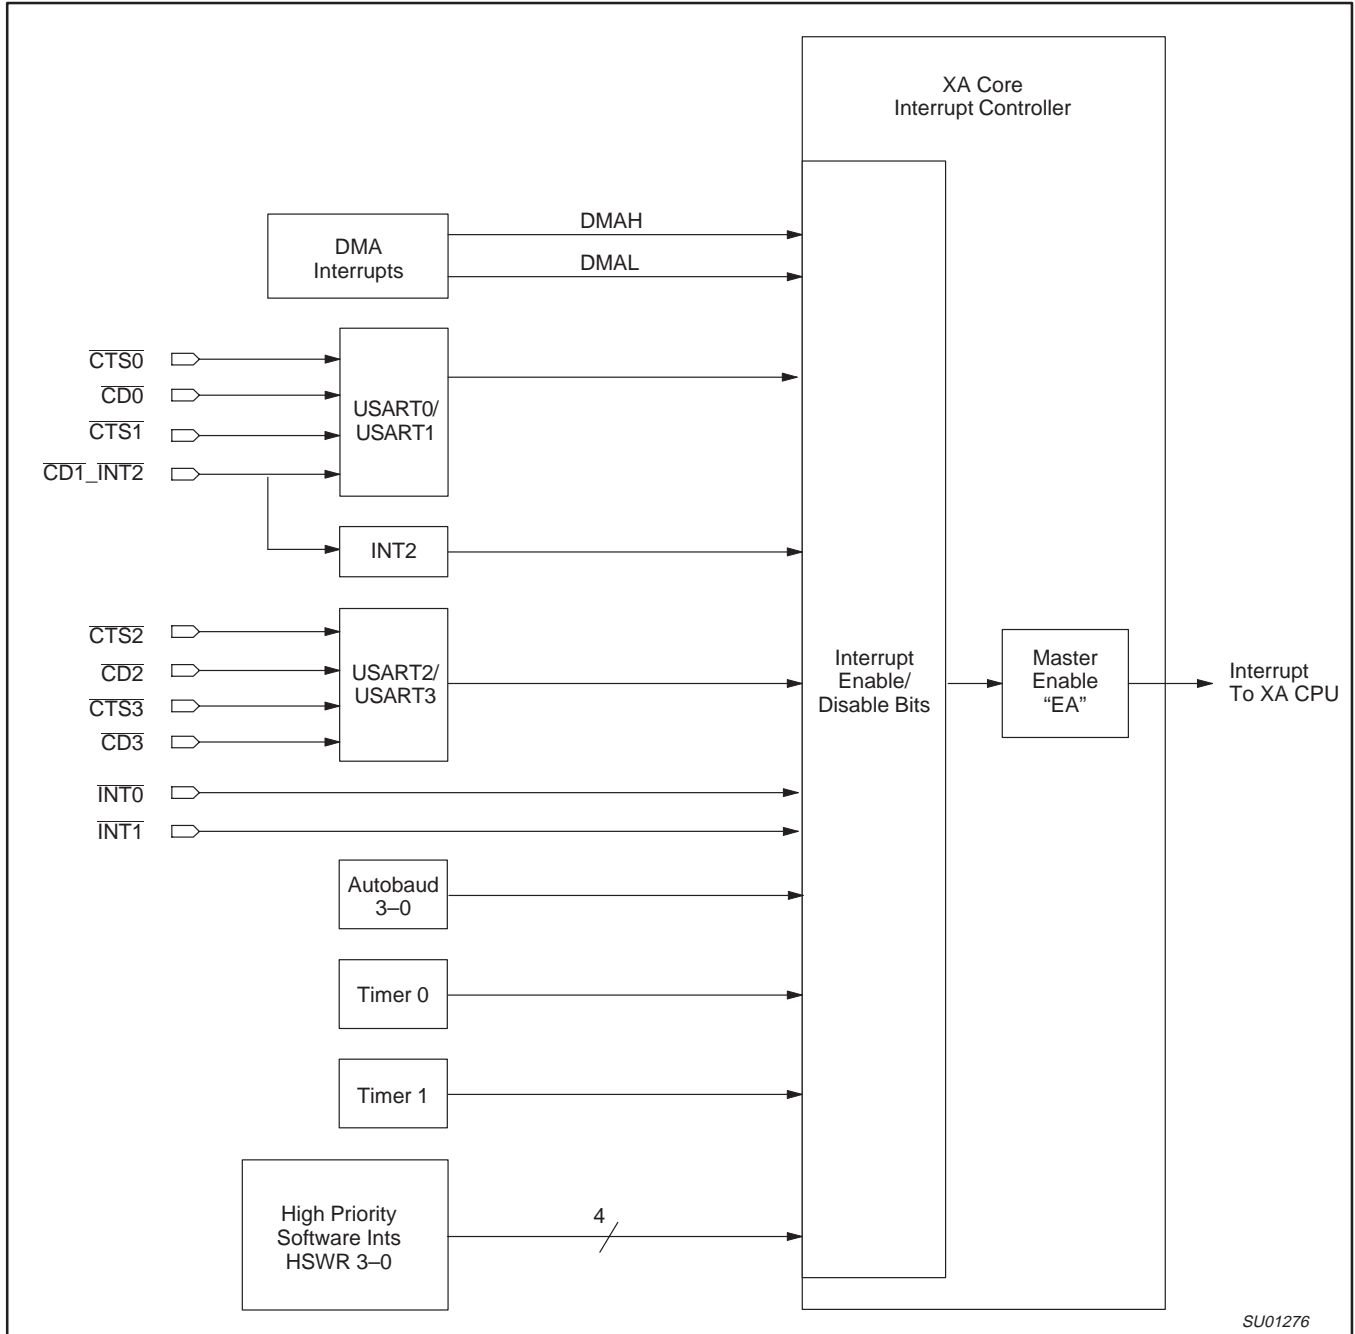 XA Core
Interrupt Controller
DMA
Interrupts
DMAH
DMAL
CTS0
CD0
CTS1
CD1_INT2
USART0/
USART1
INT2
CTS2
CD2
CTS3
CD3
USART2/
USART3
Interrupt
Enable/
Disable Bits
Master
Enable
“EA”
Interrupt
To XA CPU
INT0
INT1
Autobaud
3–0
Timer 0
Timer 1
High Priority
Software Ints
HSWR 3–0
4
SU01276